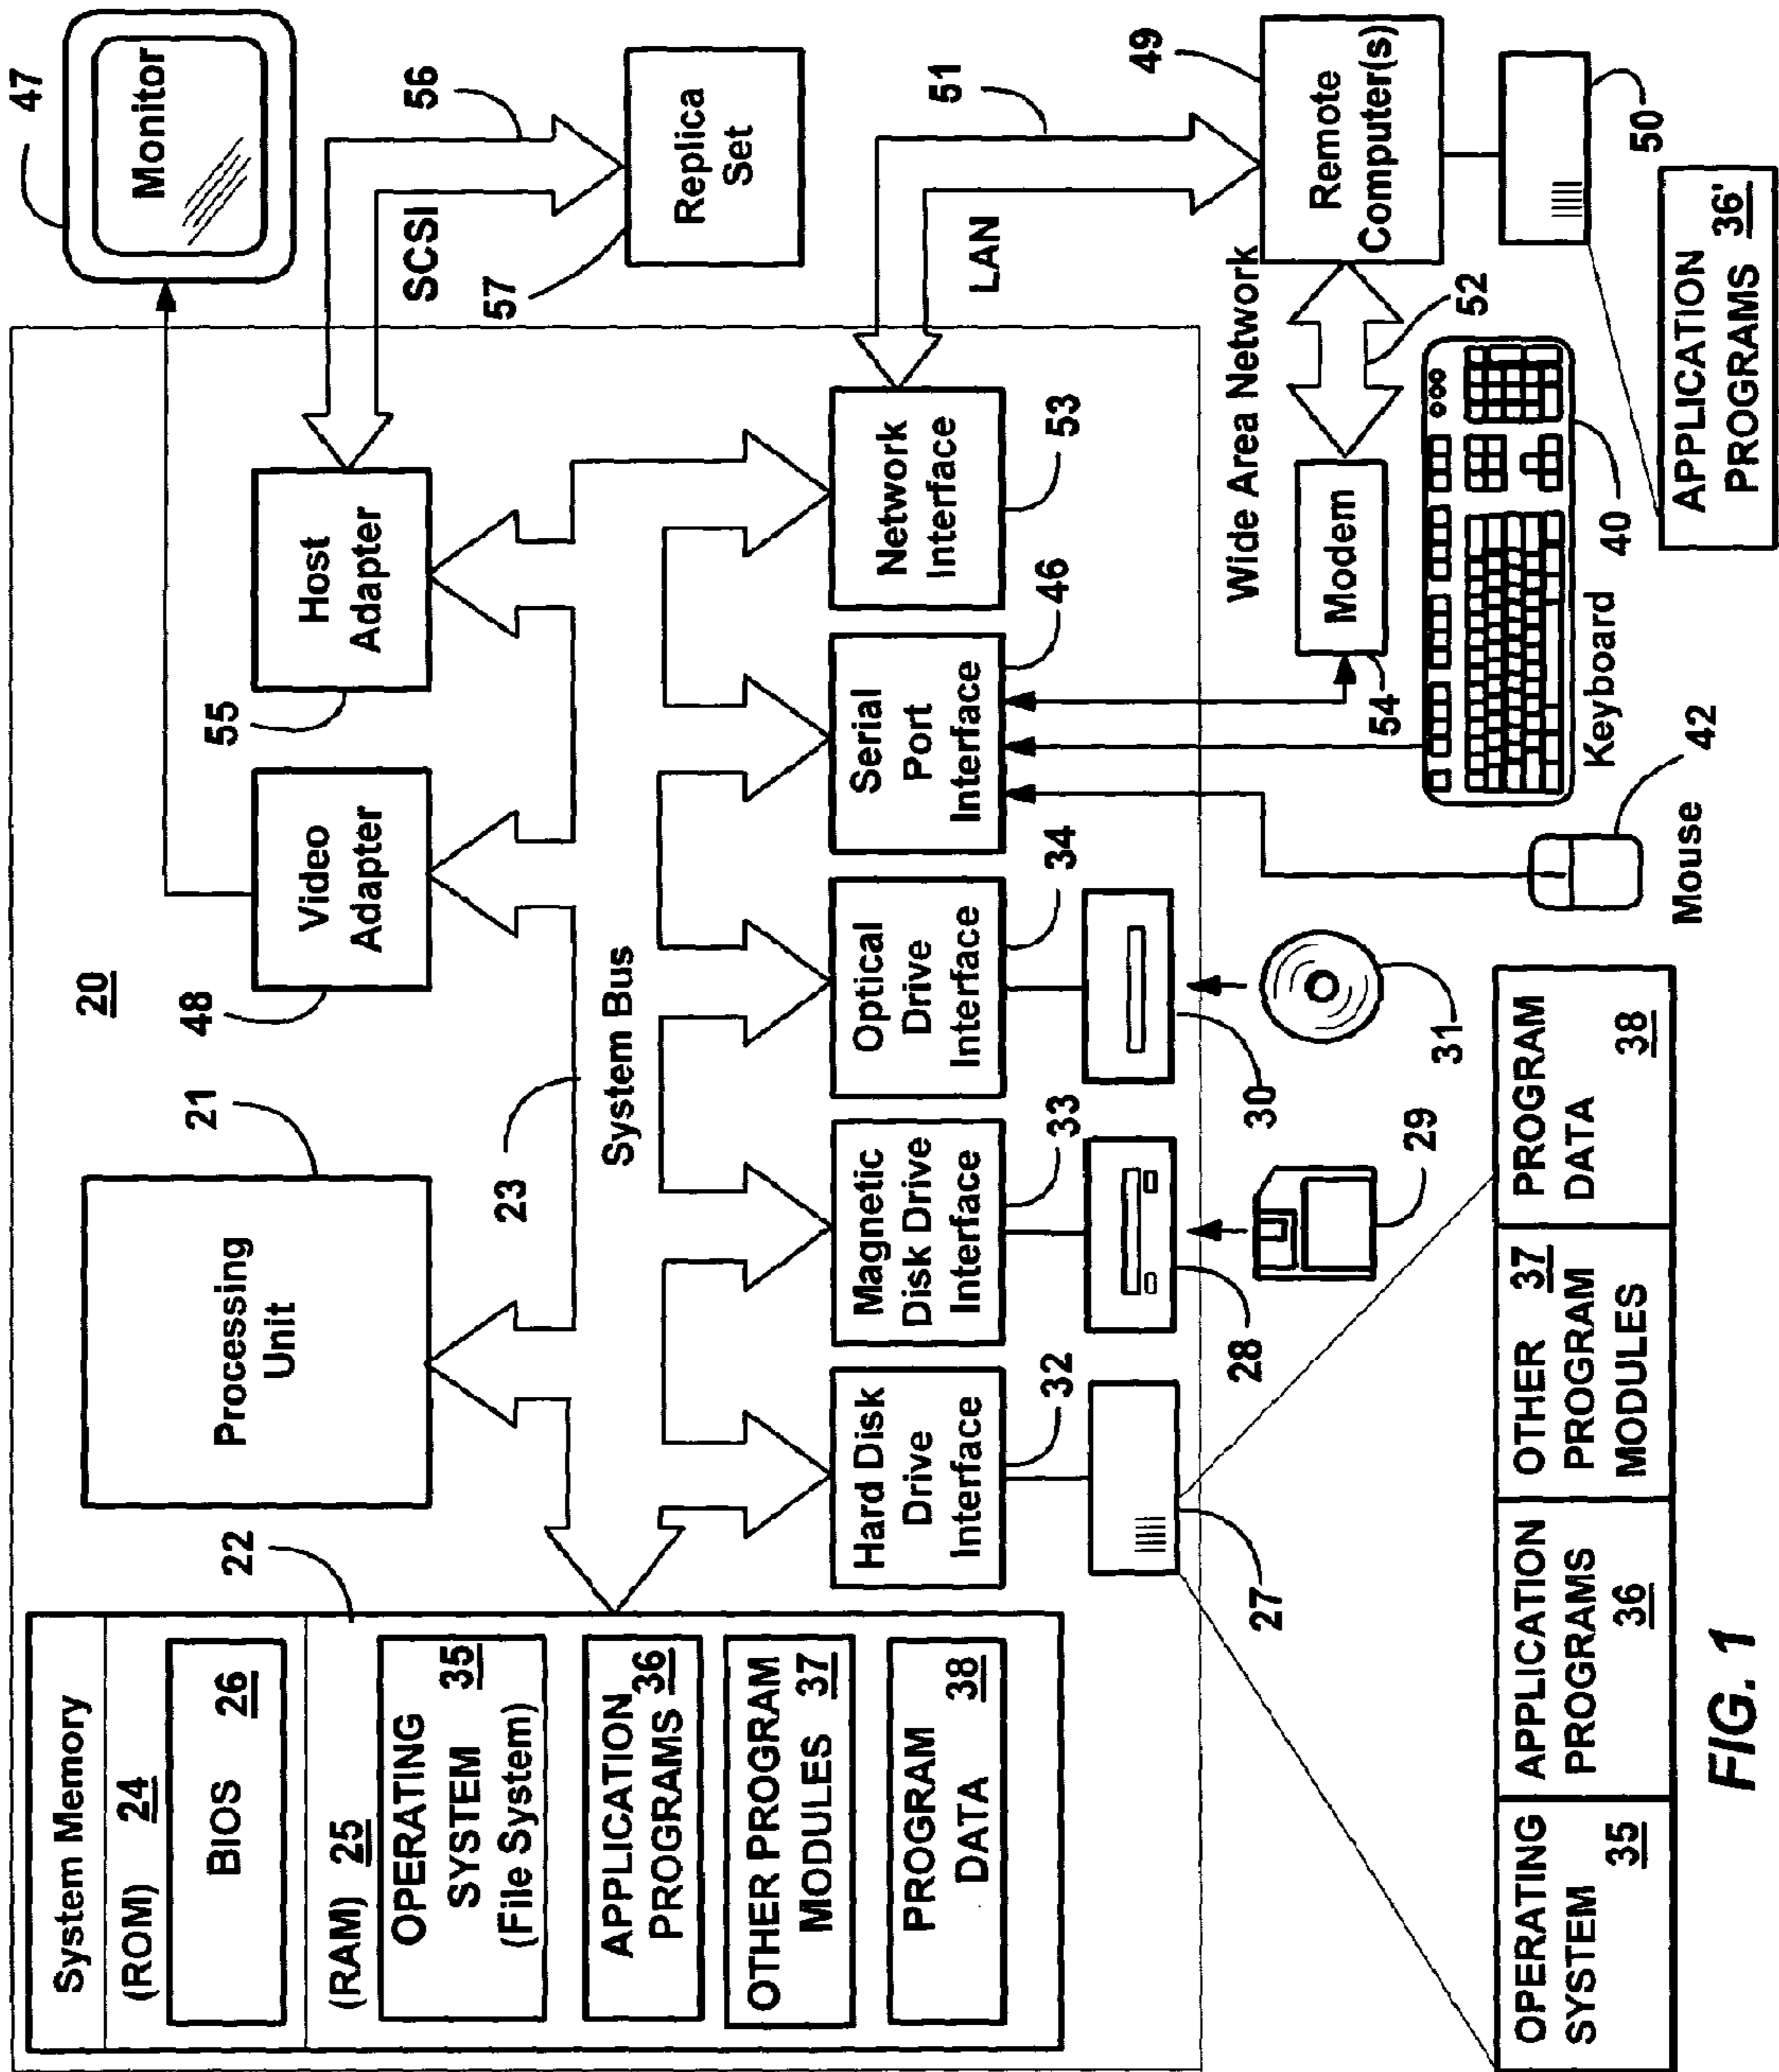 System Memory
(ROM) 24
BIOS 26
(RAM) 25
OPERATING
SYSTEM 35
(File System)
APPLICATION
PROGRAMS 36
OTHER PROGRAM
MODULES 37
PROGRAM
DATA 38
22
Processing
Unit
21
20
Video
Adapter
48
Host
Adapter
55
Monitor
47
23
System Bus
SCSI
56
57
Replica
Set
Hard Disk
Drive
Interface
32
Magnetic
Disk Drive
Interface
33
Optical
Drive
Interface
34
Serial
Port
Interface
46
Network
Interface
53
LAN
51
27
28
29
30
31
Wide Area Network
52
Modem
54
Remote
Computer(s)
49
50
Keyboard
40
Mouse
42
APPLICATION
PROGRAMS 36'
OPERATING
SYSTEM
35
APPLICATION
PROGRAMS
36
OTHER 37
PROGRAM
MODULES
PROGRAM
DATA 38
FIG. 1